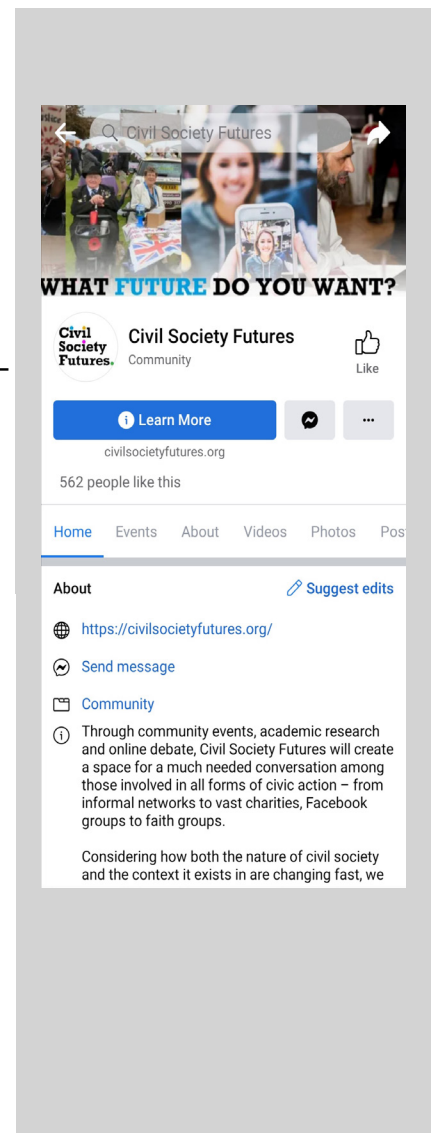 Civil Society Futures
WHAT FUTURE DO YOU WANT?
Civil
Society
Futures.
Civil Society Futures
Community
Like
Learn More
civilsocietyfutures.org
562 people like this
Home Events About Videos Photos Pos
About
Suggest edits
https://civilsocietyfutures.org/
Send message
Community
Through community events, academic research
and online debate, Civil Society Futures will create
a space for a much needed conversation among
those involved in all forms of civic action – from
informal networks to vast charities, Facebook
groups to faith groups.
Considering how both the nature of civil society
and the context it exists in are changing fast, we